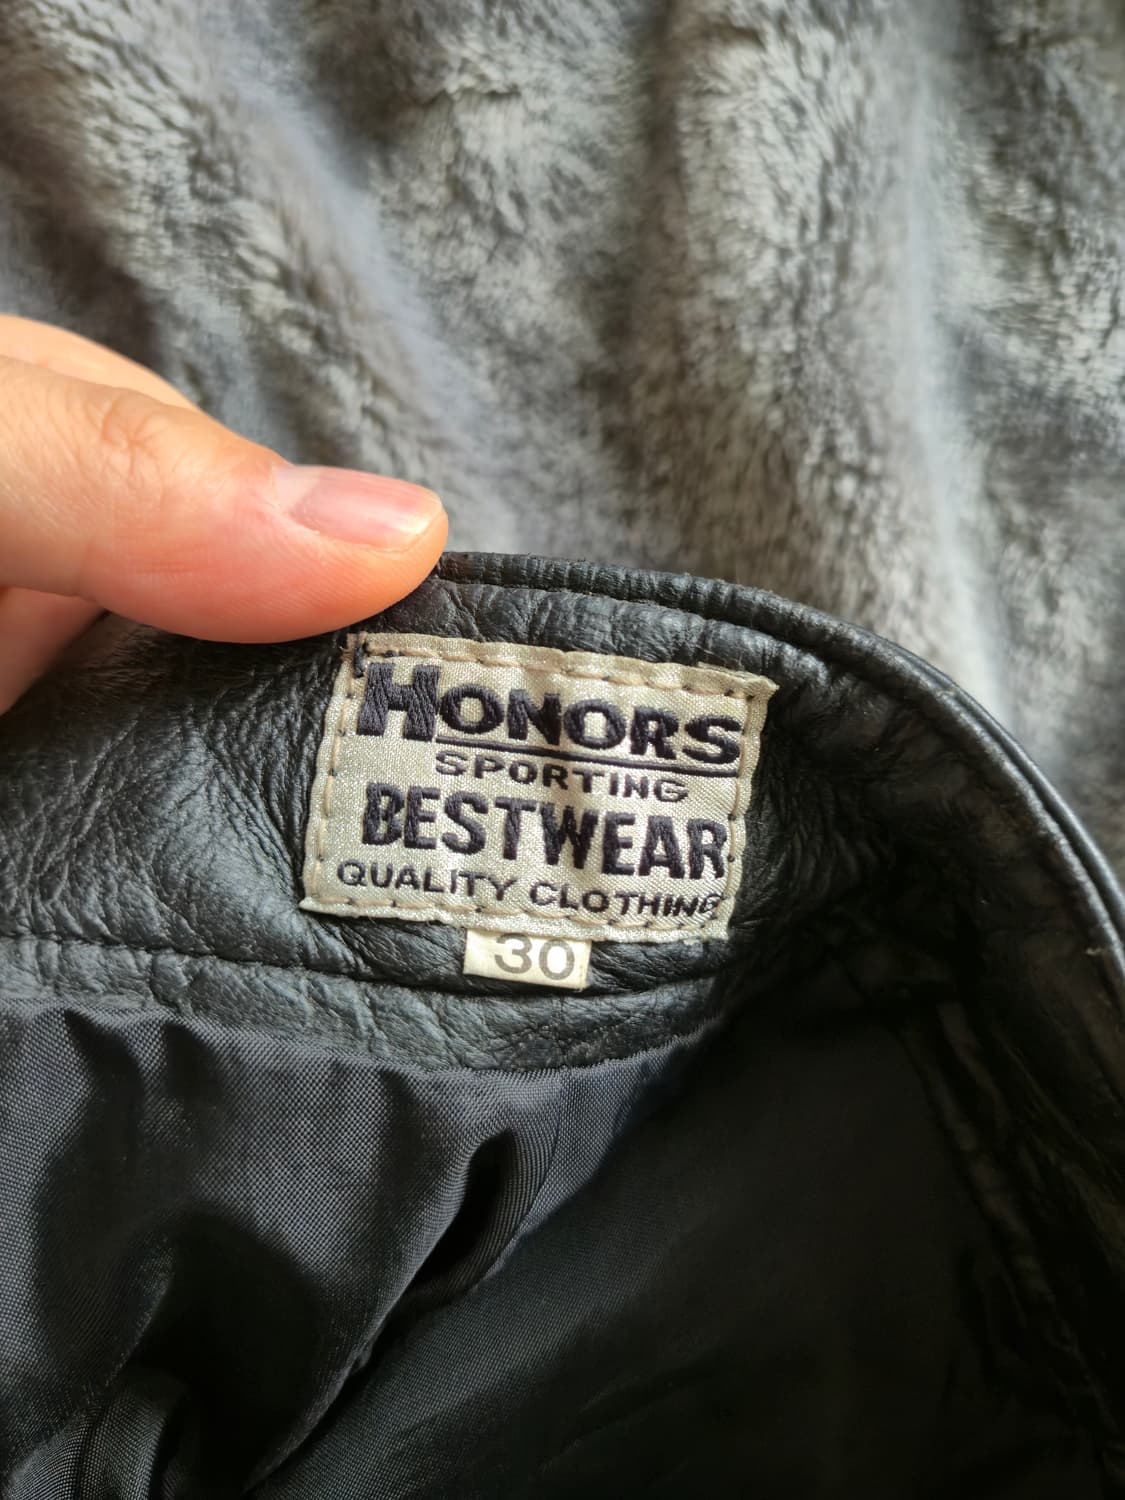 HONORS
SPORTING
BESTWEAR
QUALITY CLOTHING
30